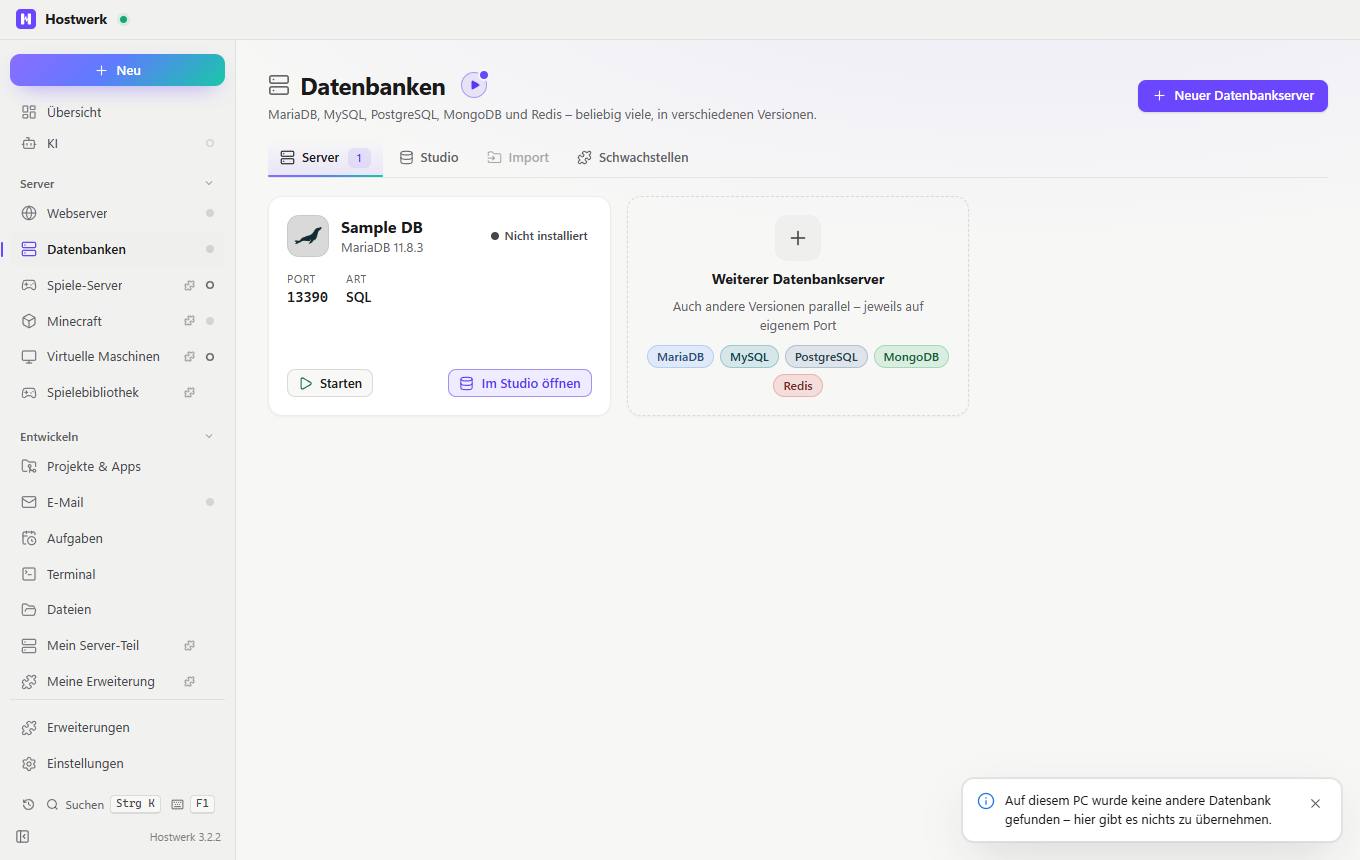 Hostwerk
Neu
Übersicht
KI
Server
Webserver
Datenbanken
Spiele-Server
Minecraft
Virtuelle Maschinen
Spielebibliothek
Entwickeln
Projekte & Apps
E-Mail
Aufgaben
Terminal
Dateien
Mein Server-Teil
Meine Erweiterung
Erweiterungen
Einstellungen
Suchen Strg K F1
Hostwerk 3.2.2
Datenbanken
MariaDB, MySQL, PostgreSQL, MongoDB und Redis – beliebig viele, in verschiedenen Versionen.
Neuer Datenbankserver
Server 1 Studio Import Schwachstellen
Sample DB
MariaDB 11.8.3
Nicht installiert
PORT ART
13390 SQL
Starten Im Studio öffnen
Weiterer Datenbankserver
Auch andere Versionen parallel – jeweils auf
eigenem Port
MariaDB MySQL PostgreSQL MongoDB
Redis
Auf diesem PC wurde keine andere Datenbank
gefunden – hier gibt es nichts zu übernehmen.